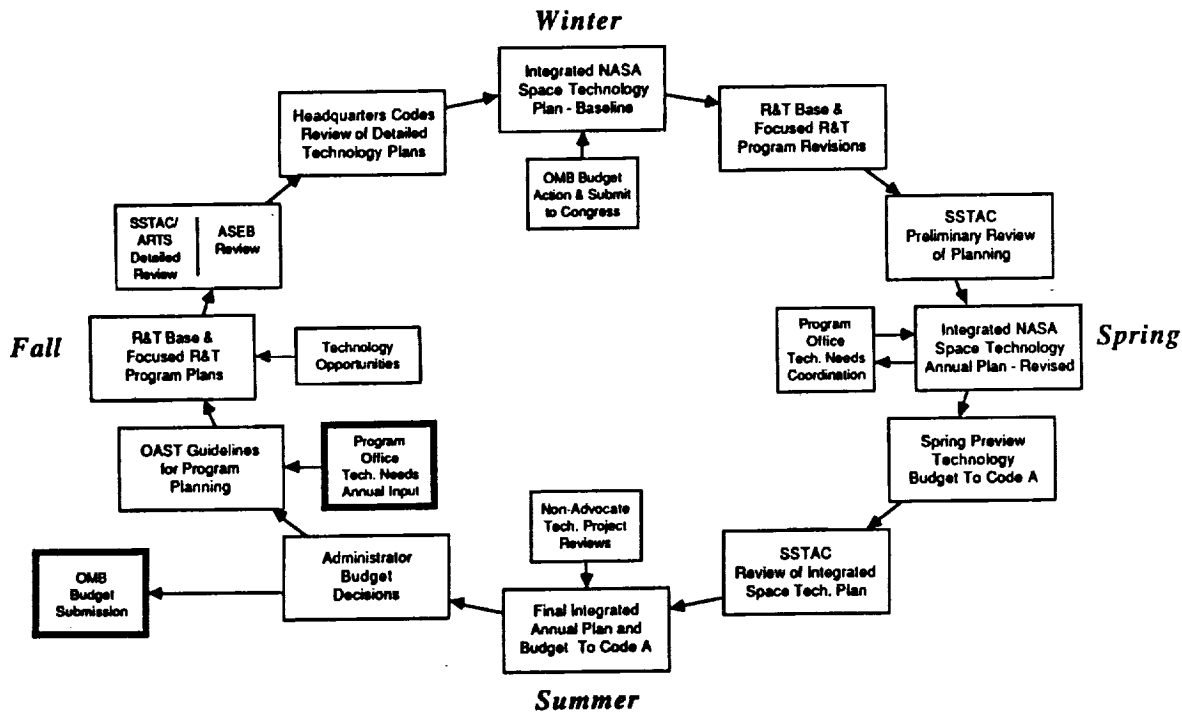 Winter
Integrated NASA
Space Technology
Plan - Baseline
Headquarters Codes
Review of Detailed
Technology Plans
R&T Base &
Focused R&T
Program Revisions
OMB Budget
Action & Submit
to Congress
SSTAC/
ARTS
Detailed
Review
ASEB
Review
SSTAC
Preliminary Review
of Planning
Fall
R&T Base &
Focused R&T
Program Plans
Technology
Opportunities
Program
Office
Tech. Needs
Coordination
Integrated NASA
Space Technology
Annual Plan - Revised
Spring
OAST Guidelines
for Program
Planning
Program
Office
Tech. Needs
Annual Input
Spring Preview
Technology
Budget To Code A
Non-Advocate
Tech. Project
Reviews
OMB
Budget
Submission
Administrator
Budget
Decisions
SSTAC
Review of Integrated
Space Tech. Plan
Final Integrated
Annual Plan and
Budget To Code A
Summer